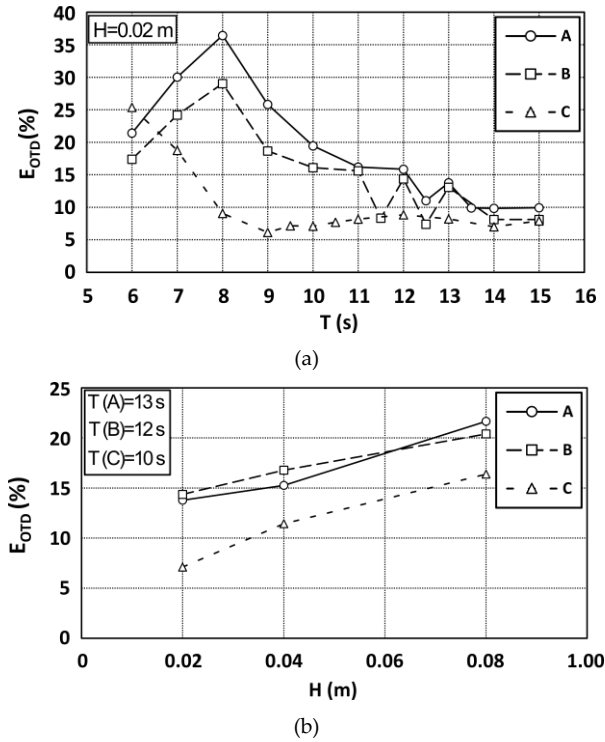 H=0.02 m
A
B
C
E_OTD(%)
40
35
30
25
20
15
10
5
0
5 6 7 8 9 10 11 12 13 14 15 16
T (s)
(a)
T (A)=13 s
T (B)=12 s
T (C)=10 s
A
B
C
E_OTD (%)
25
20
15
10
5
0
0 0.02 0.04 0.06 0.08 1.00
H (m)
(b)